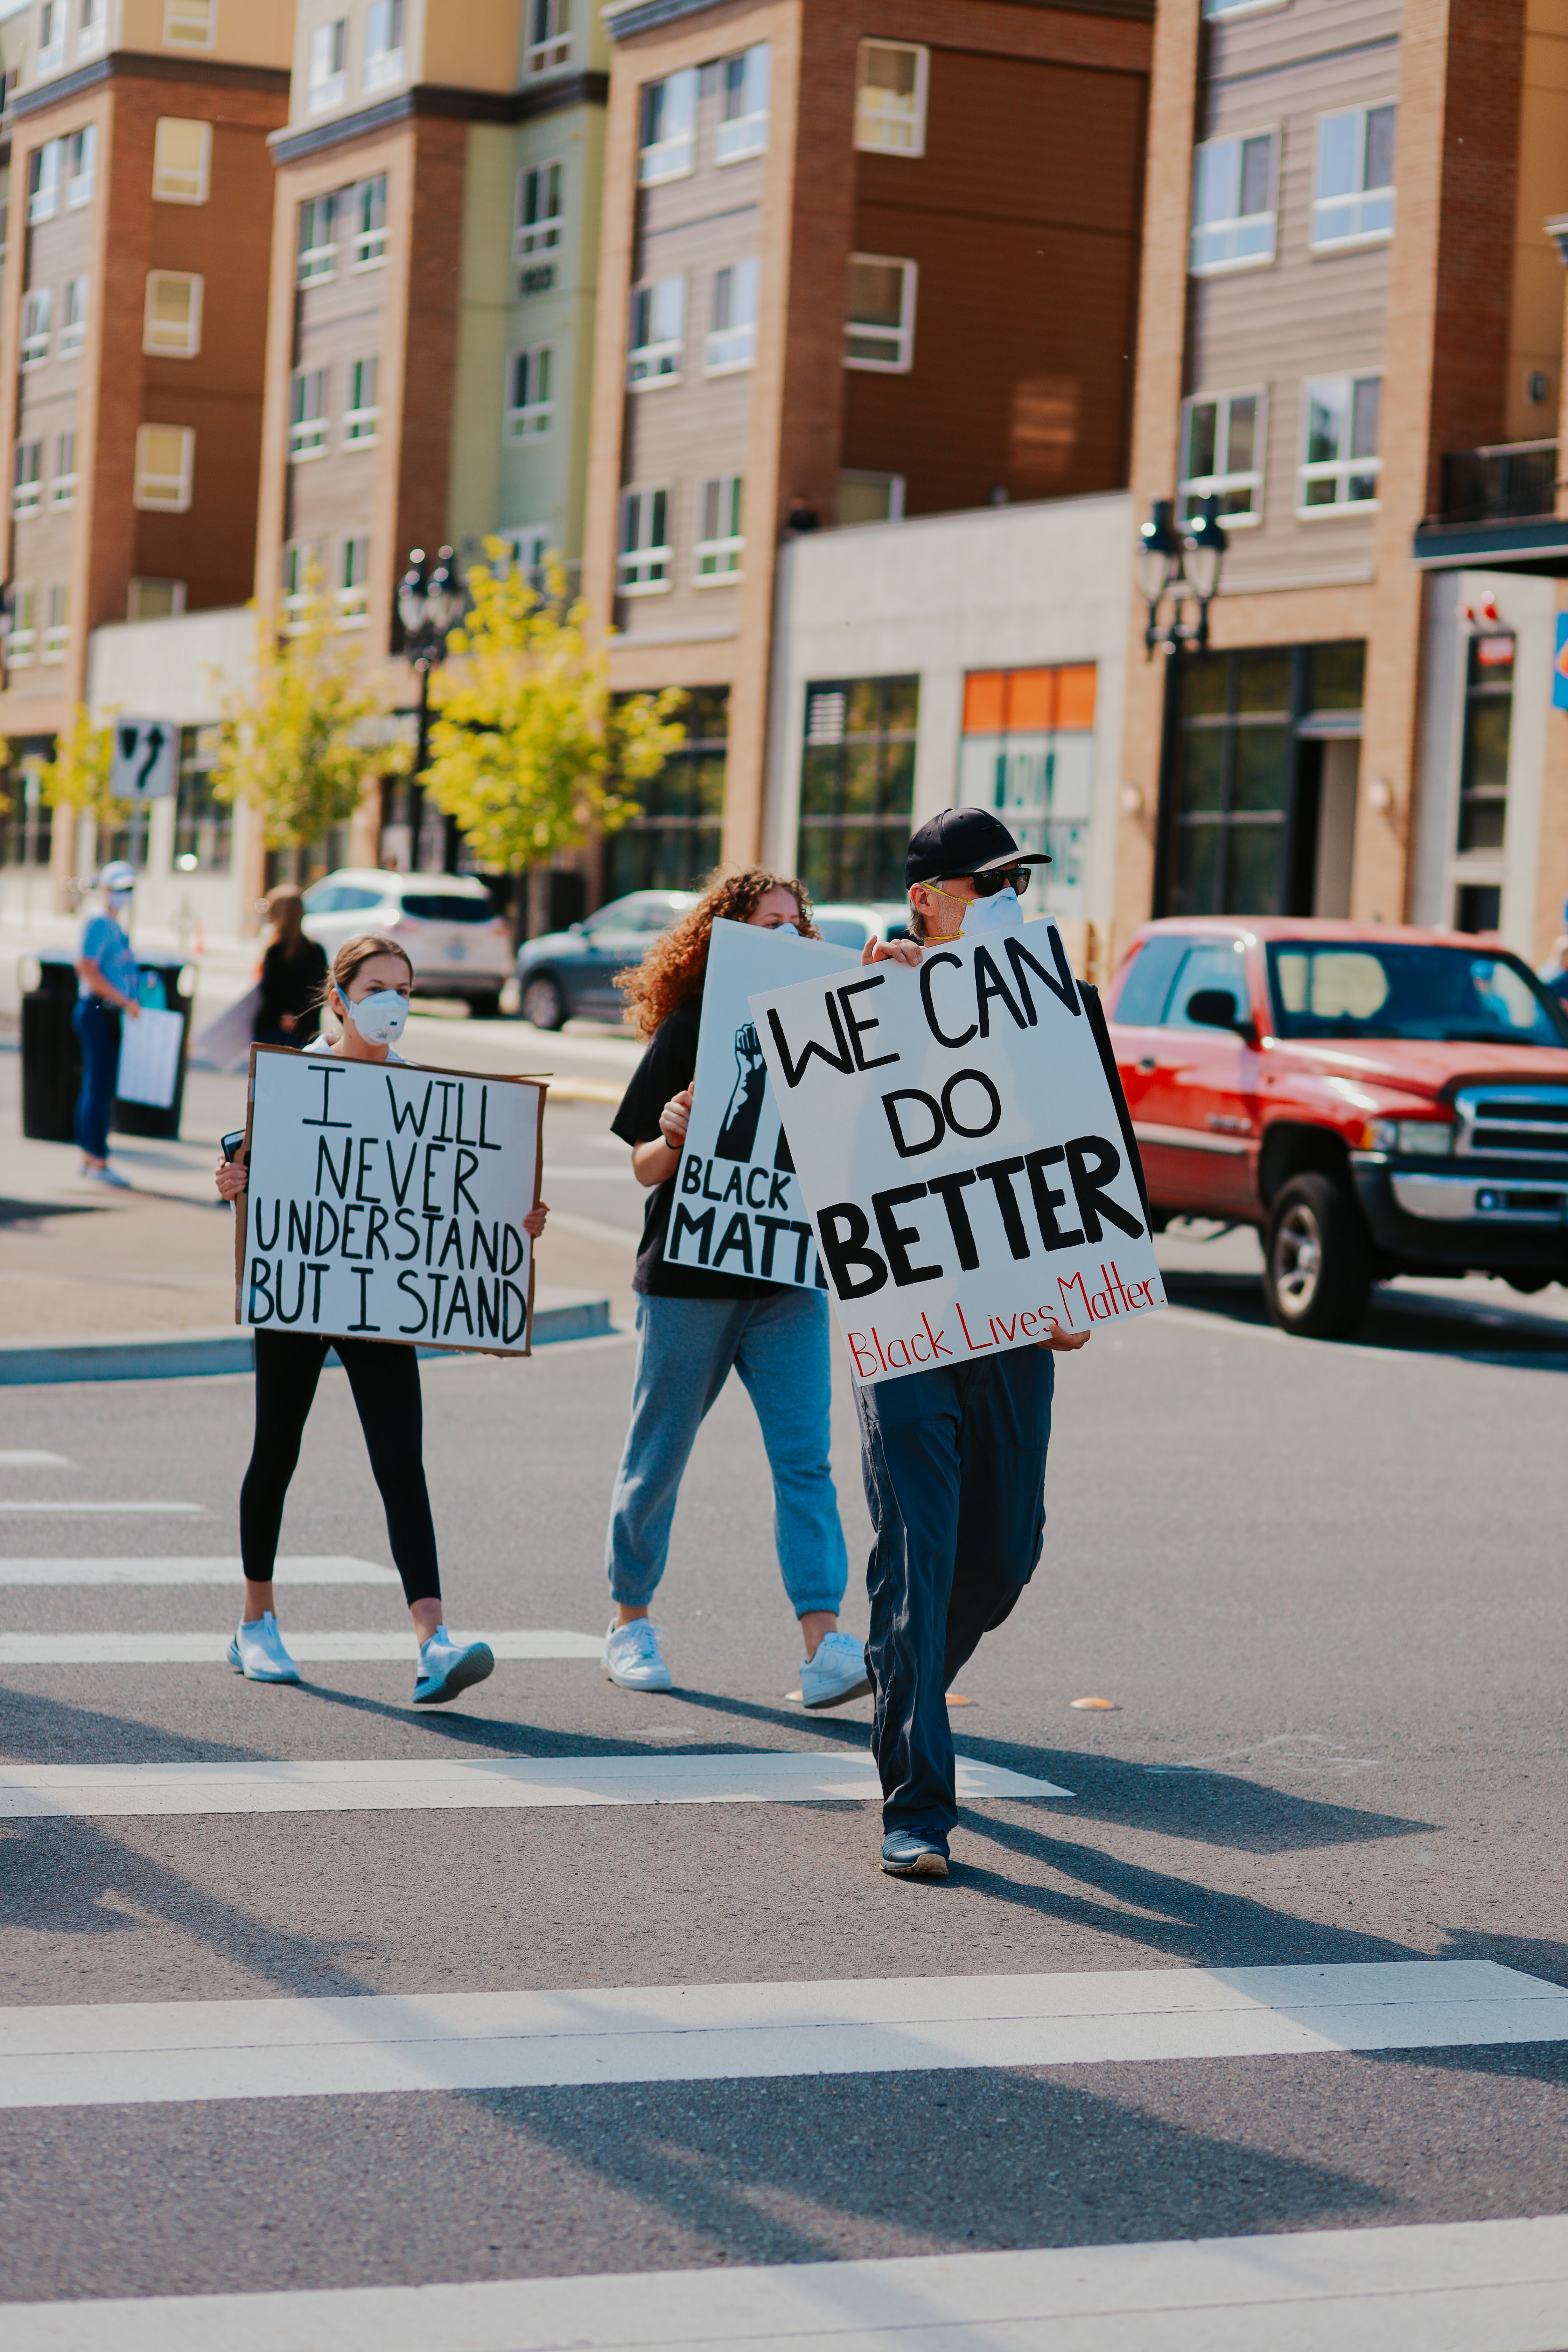 I WILL
NEVER
UNDERSTAND
BUT I STAND
BLACK
MATT
WE CAN
DO
BETTER
Black Lives Matter.